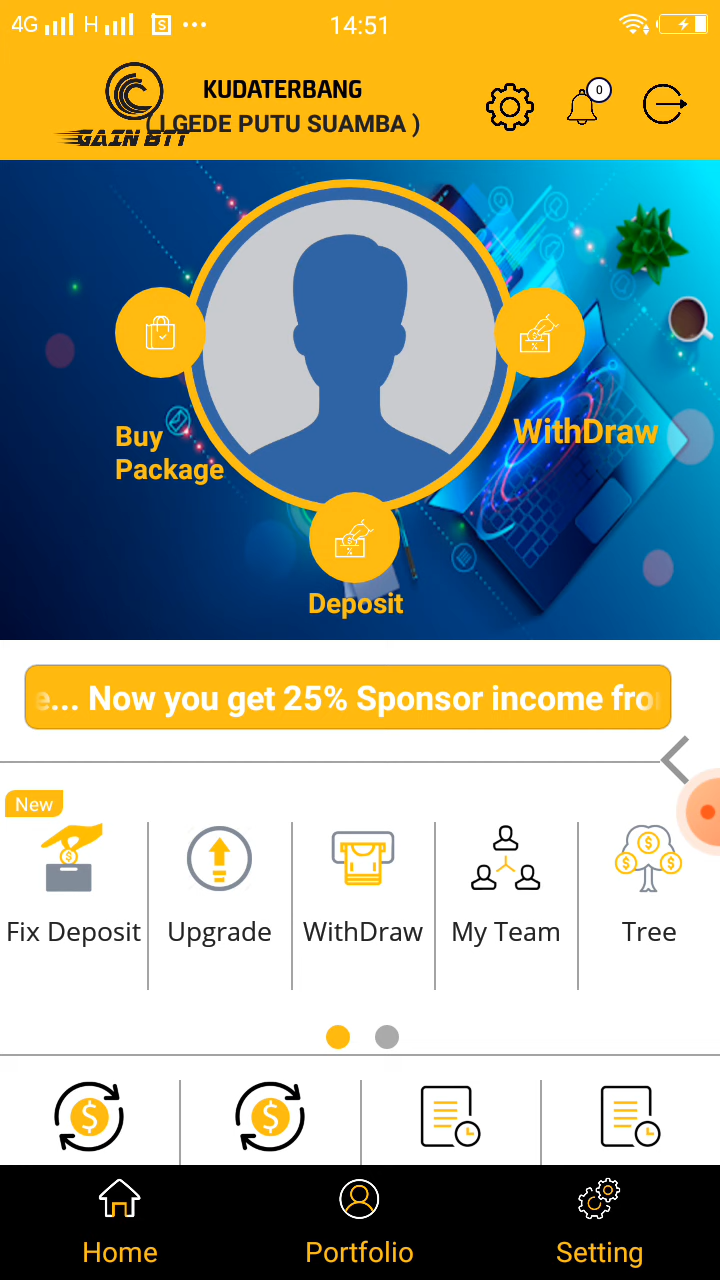 4G H 14:51
KUDATERBANG
0
( I GEDE PUTU SUAMBA )
GAIN BTT
Buy
Package
WithDraw
Deposit
e... Now you get 25% Sponsor income fro
New
Fix Deposit
Upgrade
WithDraw
My Team
Tree
Home
Portfolio
Setting